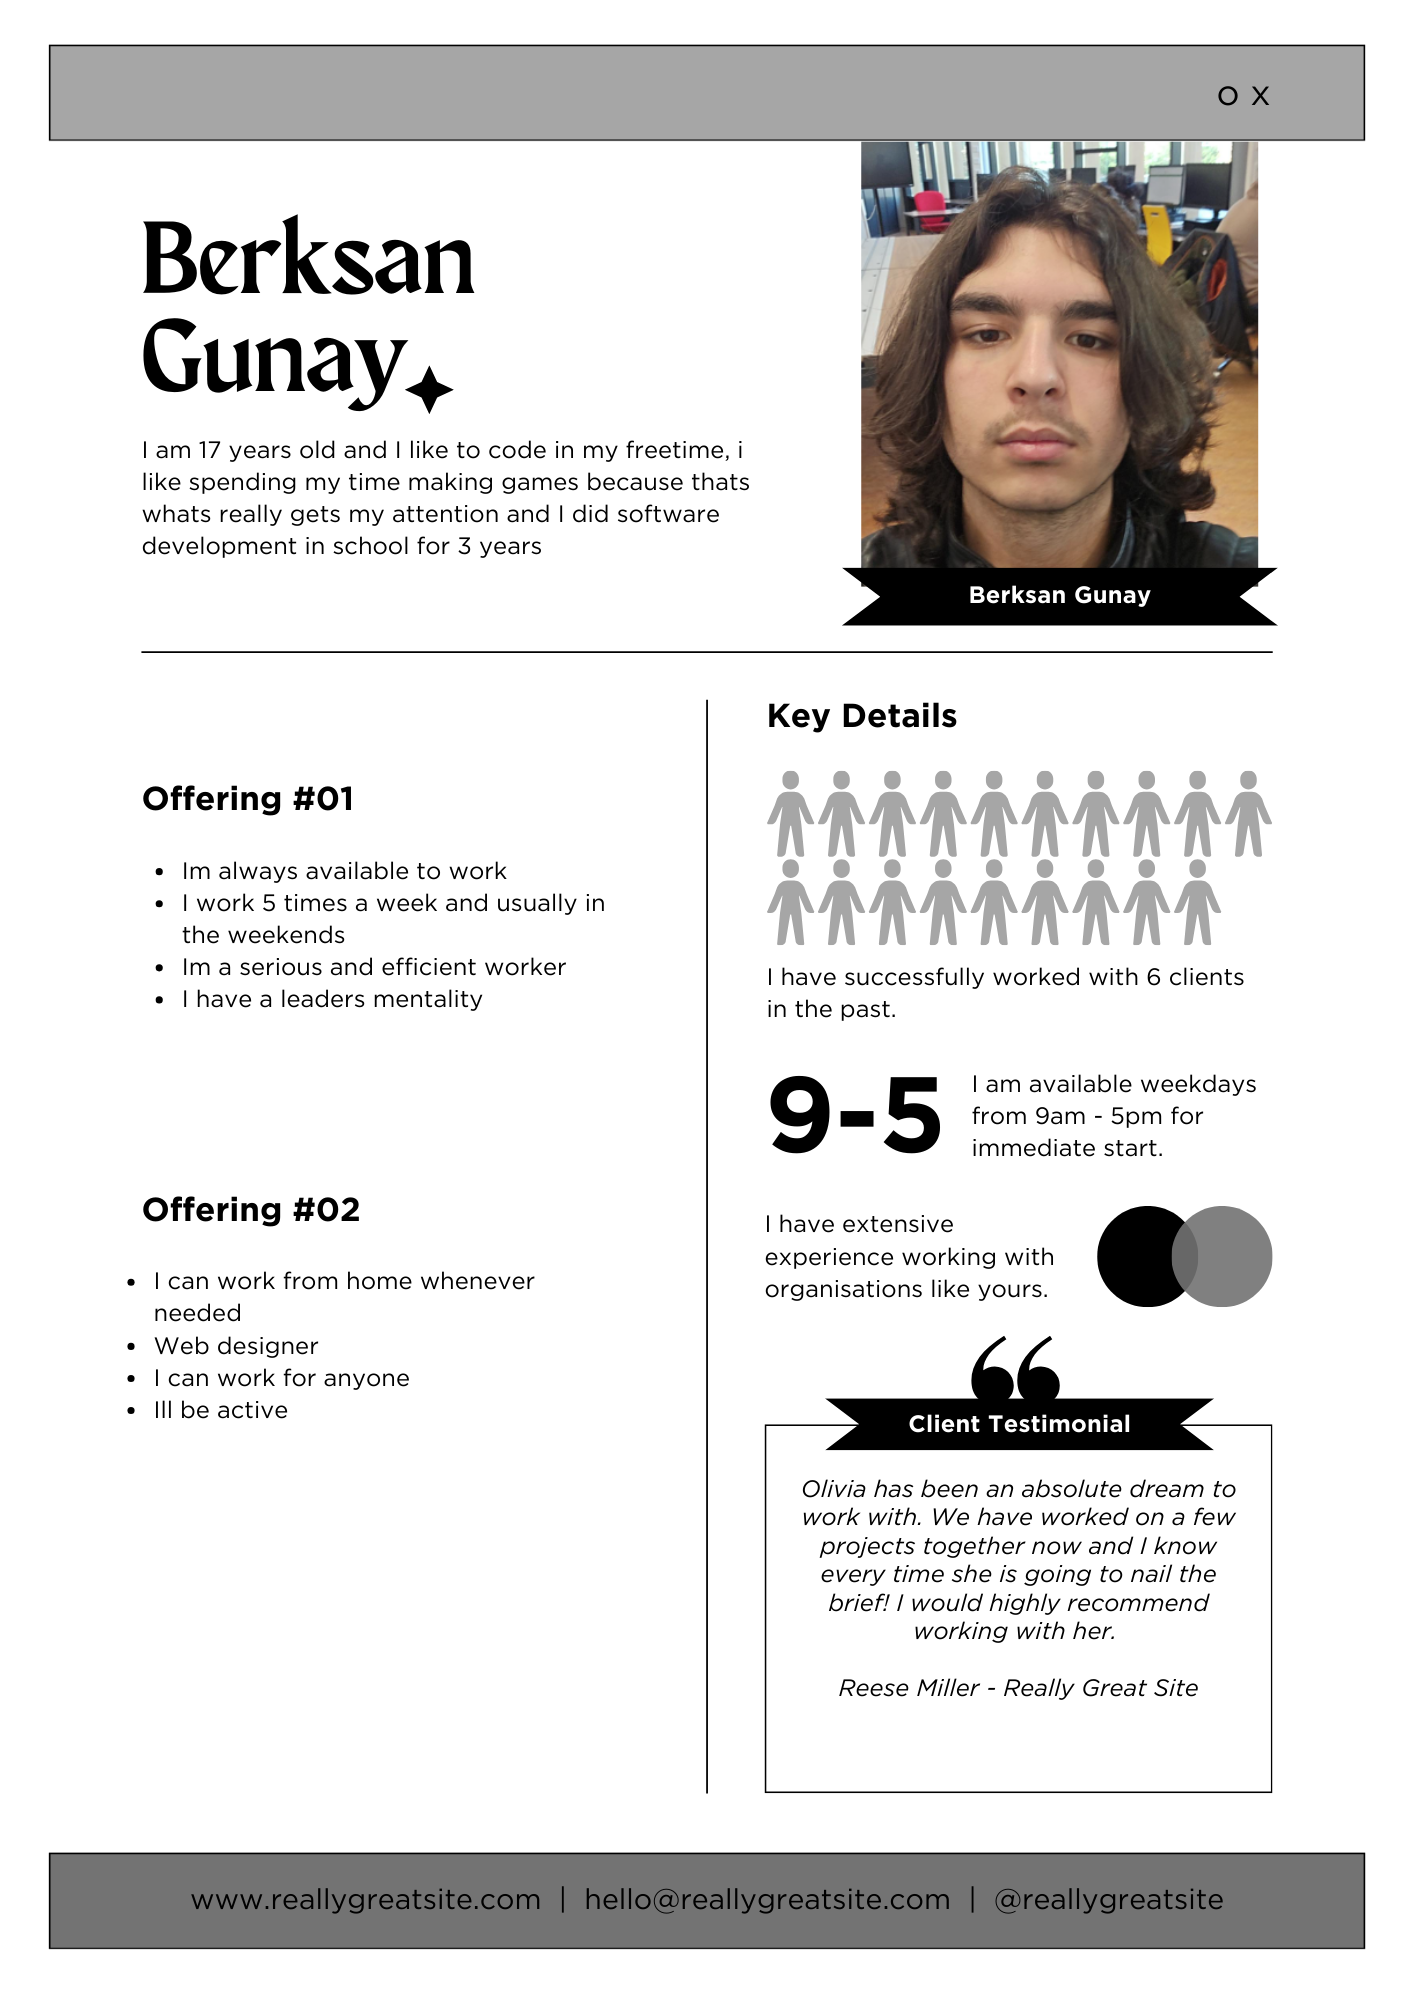 O X
Berksan
Gunay
I am 17 years old and I like to code in my freetime, i
like spending my time making games because thats
whats really gets my attention and I did software
development in school for 3 years
Berksan Gunay
Offering #01
• Im always available to work
• I work 5 times a week and usually in
the weekends
• Im a serious and efficient worker
• I have a leaders mentality
Offering #02
• I can work from home whenever
needed
• Web designer
• I can work for anyone
• Ill be active
Key Details
I have successfully worked with 6 clients
in the past.
9-5
I am available weekdays
from 9am - 5pm for
immediate start.
I have extensive
experience working with
organisations like yours.
“
Client Testimonial
Olivia has been an absolute dream to
work with. We have worked on a few
projects together now and I know
every time she is going to nail the
brief! I would highly recommend
working with her.
Reese Miller - Really Great Site
www.reallygreatsite.com | hello@reallygreatsite.com | @reallygreatsite